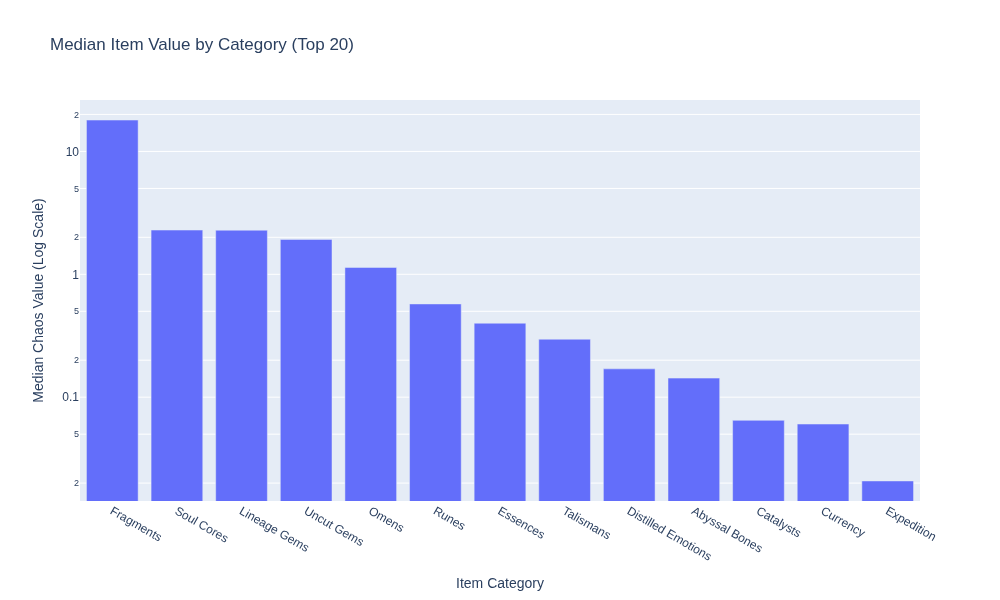 Median Item Value by Category (Top 20)
Median Chaos Value (Log Scale)
2
10
5
2
1
5
2
0.1
5
2
Fragments
Soul Cores
Lineage Gems
Uncut Gems
Omens
Runes
Essences
Talismans
Distilled Emotions
Abyssal Bones
Catalysts
Currency
Expedition
Item Category